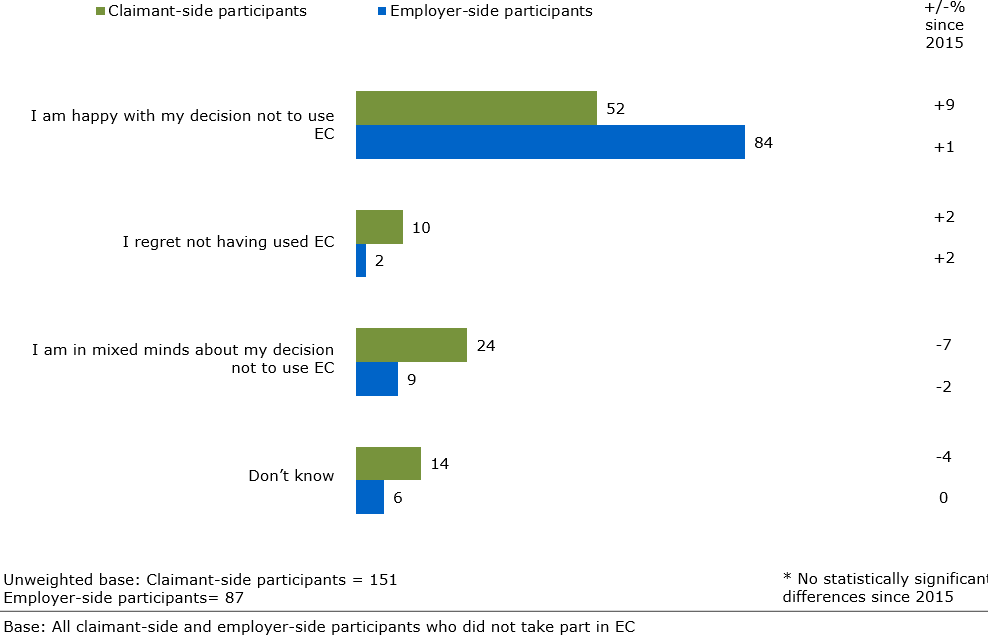 Claimant-side participants Employer-side participants +/-%
since
2015
I am happy with my decision not to use
EC
52 +9
84 +1
I regret not having used EC
10 +2
2 +2
I am in mixed minds about my decision
not to use EC
24 -7
9 -2
Don’t know
14 -4
6 0
Unweighted base: Claimant-side participants = 151
Employer-side participants= 87
* No statistically significant
differences since 2015
Base: All claimant-side and employer-side participants who did not take part in EC